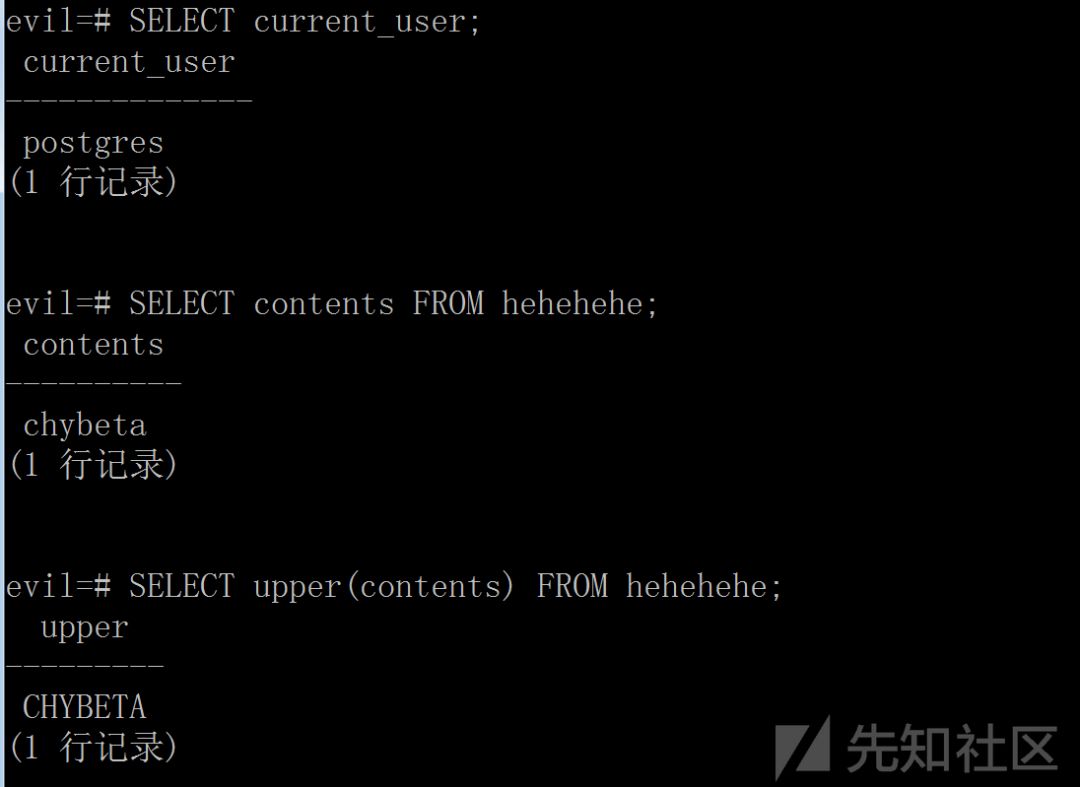 evil=# SELECT current_user;
current_user
--------------
postgres
(1 行记录)
evil=# SELECT contents FROM hehehehe;
contents
----------
chybeta
(1 行记录)
evil=# SELECT upper(contents) FROM hehehehe;
upper
---------
CHYBETA
(1 行记录)
先知社区